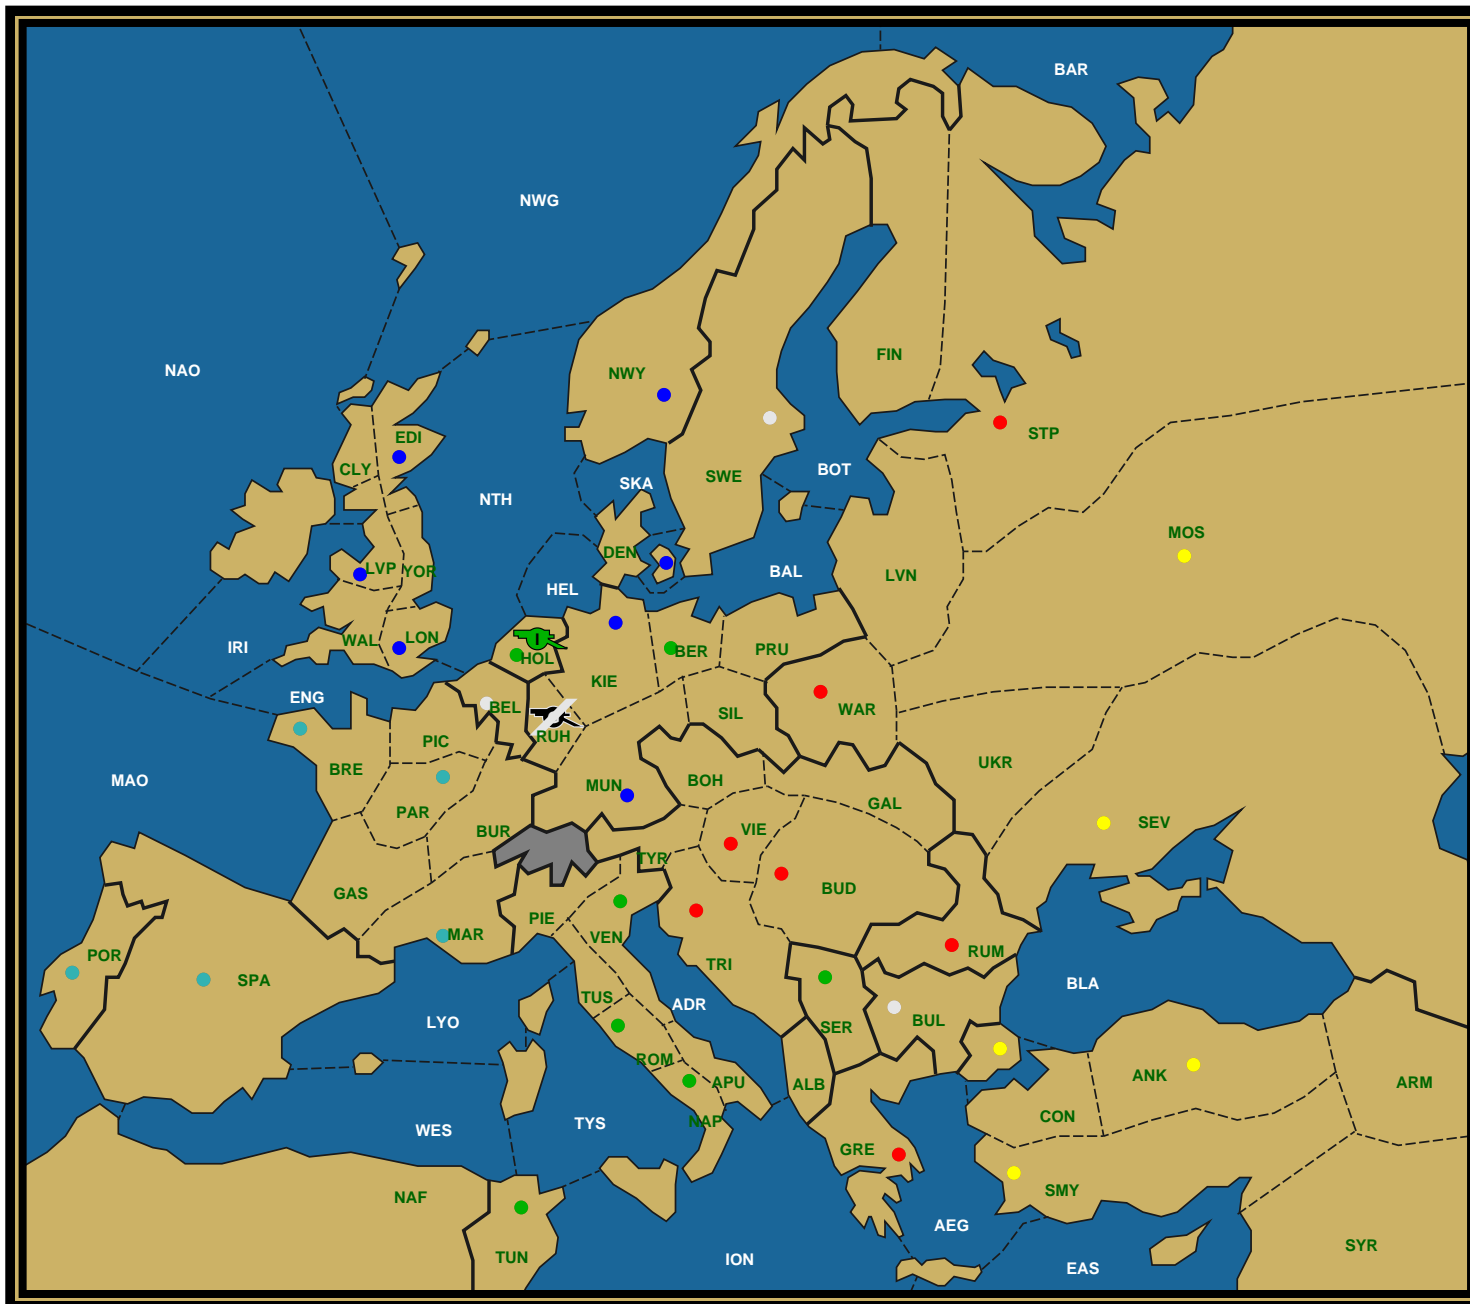 BAR
NWG
NAO
FIN
NWY
STP
EDI
CLY
SKA
BOT
SWE
NTH
MOS
DEN
LVP
YOR
BAL
LVN
HEL
IRI
WAL
LON
HOL
BER
PRU
KIE
ENG
BEL
SIL
WAR
RUH
PIC
UKR
BRE
MAO
MUN
BOH
GAL
PAR
SEV
BUR
VIE
TYR
BUD
GAS
PIE
MAR
VEN
POR
RUM
SPA
TRI
BLA
TUS
ADR
LYO
BUL
SER
ROM
APU
ALB
ANK
ARM
CON
NAP
TYS
WES
GRE
SMY
NAF
AEG
SYR
TUN
ION
EAS